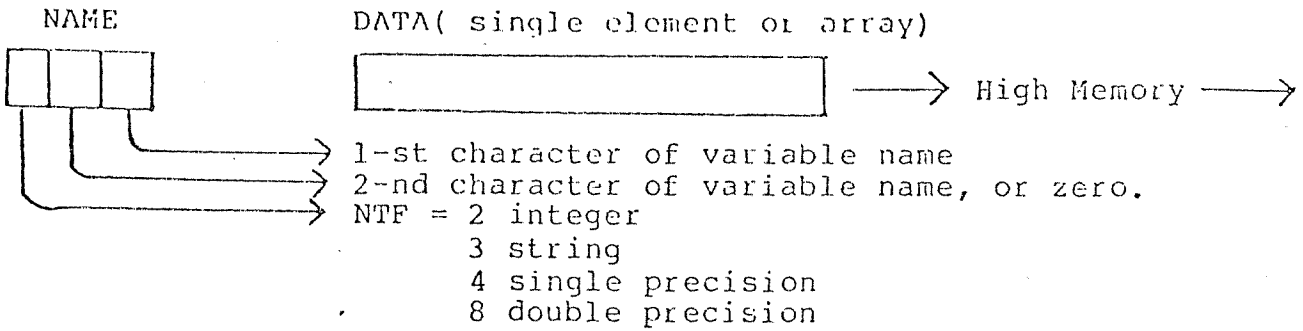 NAME DATA( single element or array)
High Memory
1-st character of variable name
2-nd character of variable name, or zero.
NTF = 2 integer
3 string
4 single precision
8 double precision